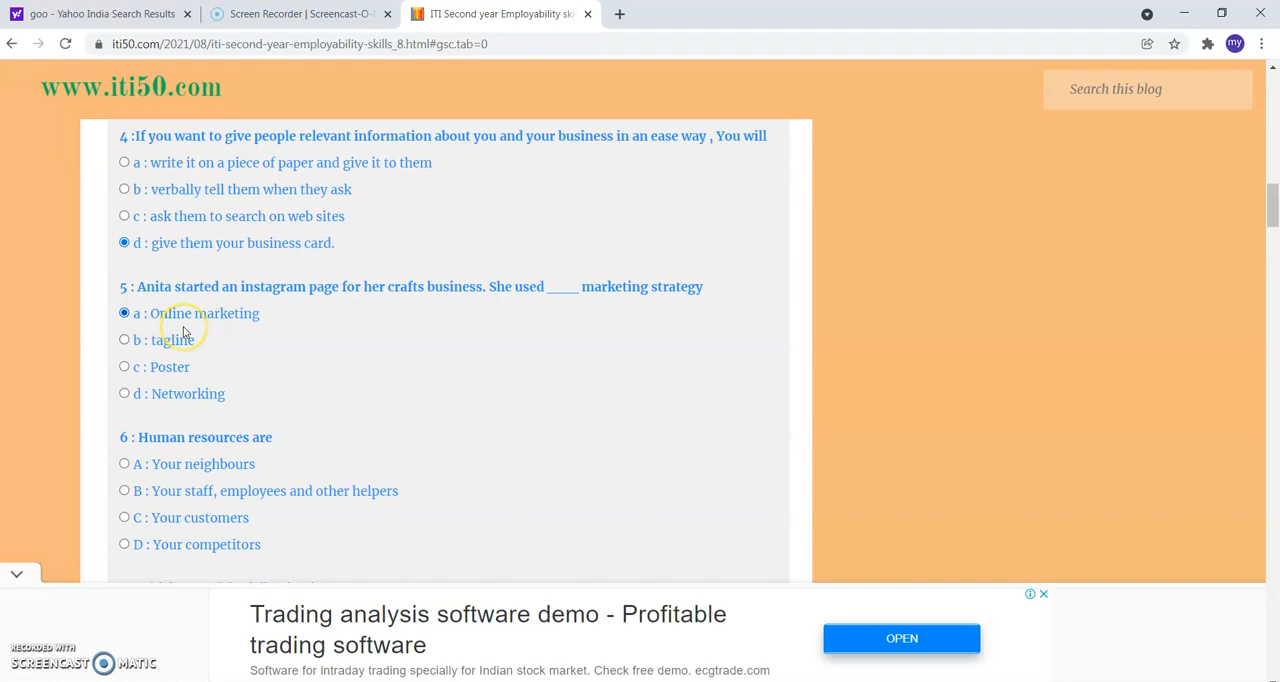 goo - Yahoo India Search Results
Screen Recorder | Screencast-O-
ITI Second year Employability ski
iti50.com/2021/08/iti-second-year-employability-skills_8.html#gsc.tab=0
my
www.iti50.com
Search this blog
4 :If you want to give people relevant information about you and your business in an ease way , You will
a : write it on a piece of paper and give it to them
b : verbally tell them when they ask
c : ask them to search on web sites
d : give them your business card.
5 : Anita started an instagram page for her crafts business. She used ____ marketing strategy
a : Online marketing
b : tagline
c : Poster
d : Networking
6 : Human resources are
A : Your neighbours
B : Your staff, employees and other helpers
C : Your customers
D : Your competitors
Trading analysis software demo - Profitable
trading software
Software for intraday trading specially for Indian stock market. Check free demo. ecgtrade.com
OPEN
RECORDED WITH
SCREENCAST MATIC